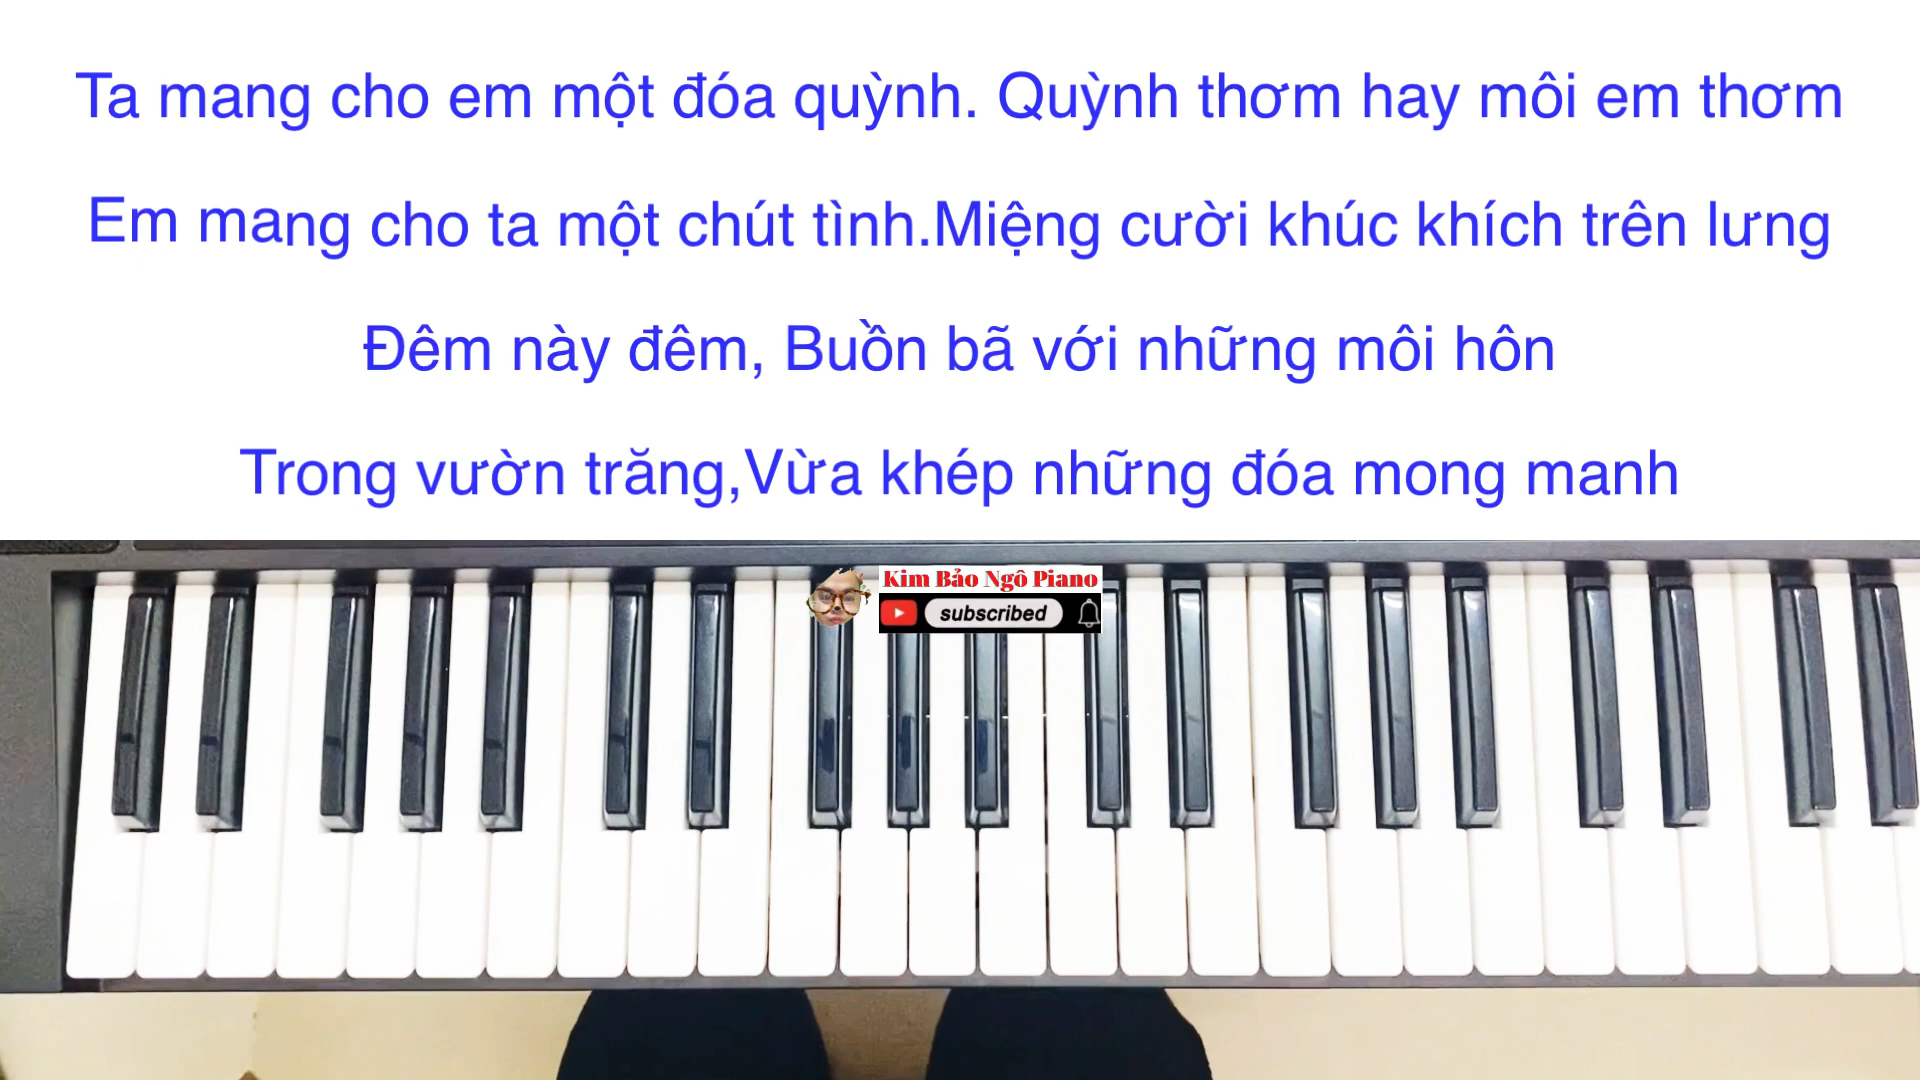 Ta mang cho em một đóa quỳnh. Quỳnh thơm hay môi em thơm
Em mang cho ta một chút tình.Miệng cười khúc khích trên lưng
Đêm này đêm, Buồn bã với những môi hôn
Trong vườn trăng,Vừa khép những đóa mong manh
Kim Bảo Ngô Piano
subscribed